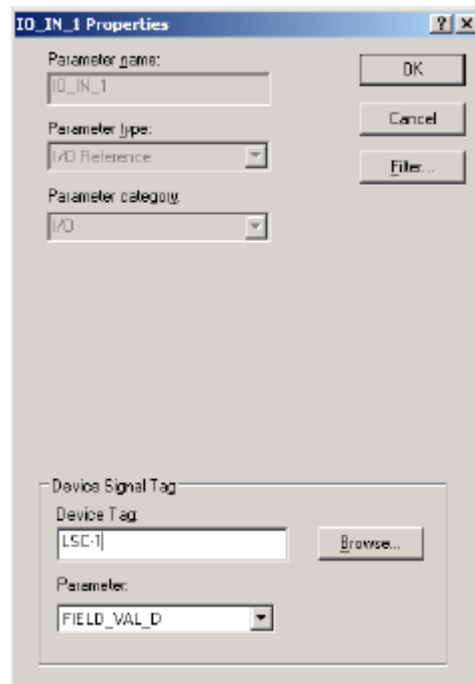 IO_IN_1 Properties
Parameter name:
IO_IN_1
OK
Parameter type:
I/O Reference
Cancel
Parameter category:
I/O
Filter...
Device Signal Tag
Device Tag:
LSC-1
Browse...
Parameter:
FIELD_VAL_D